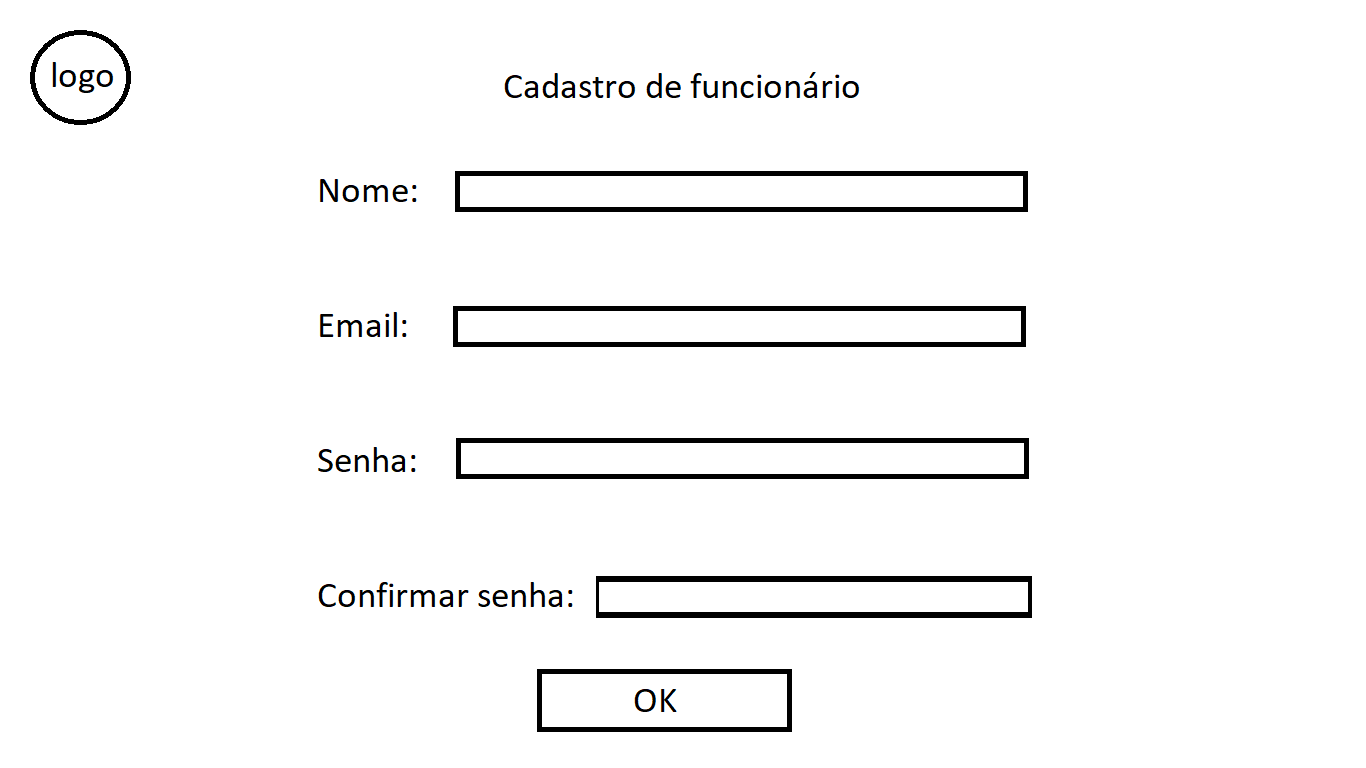 logo
Cadastro de funcionário
Nome:
Email:
Senha:
Confirmar senha:
OK